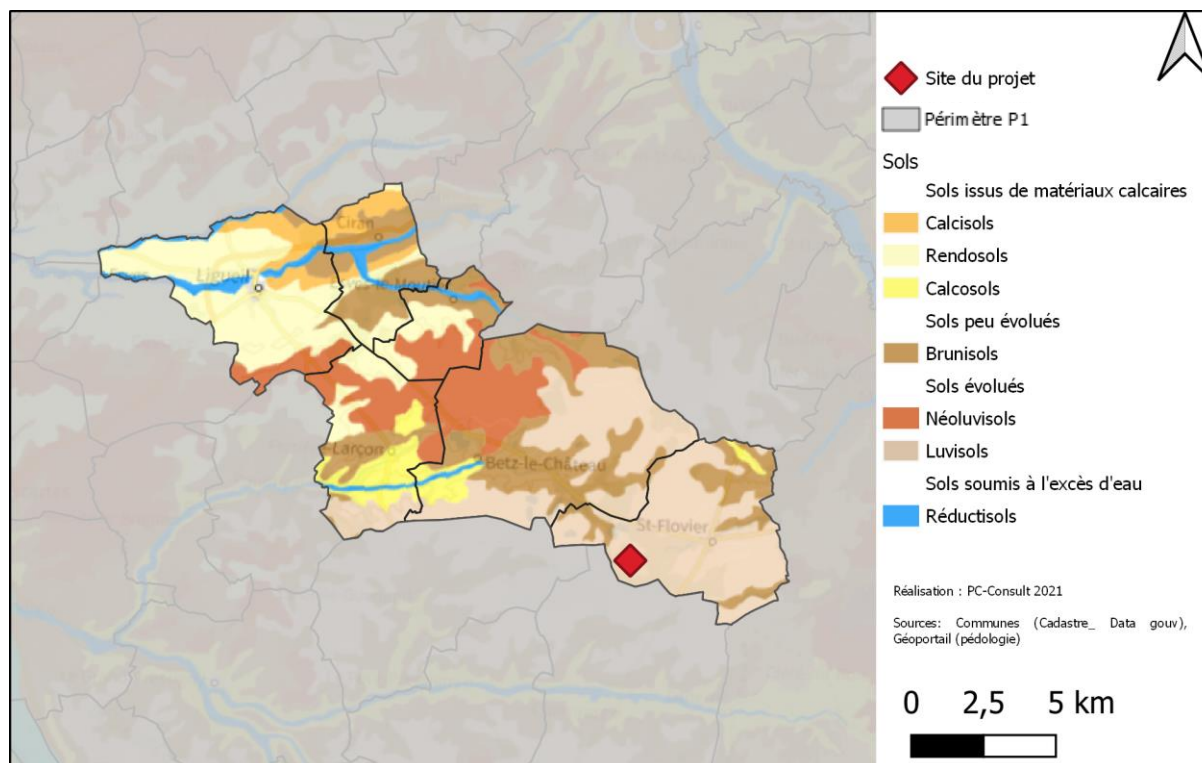 Ciran
Ligueil
St-Flovier
Betz-le-Château
Larçon
Site du projet
Périmètre P1
Sols
Sols issus de matériaux calcaires
Calcisols
Rendosols
Calcosols
Sols peu évolués
Brunisols
Sols évolués
Néoluvisols
Luvisols
Sols soumis à l'excès d'eau
Réductisols
Réalisation : PC-Consult 2021
Sources: Communes (Cadastre_ Data gouv),
Géoportail (pédologie)
0 2,5 5 km